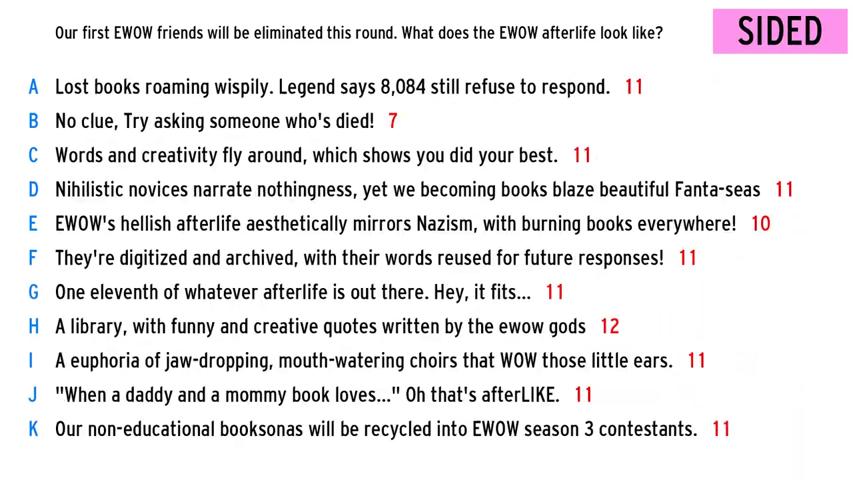 Our first EWOW friends will be eliminated this round. What does the EWOW afterlife look like?
SIDED
A Lost books roaming wispily. Legend says 8,084 still refuse to respond. 11
B No clue, Try asking someone who's died! 7
C Words and creativity fly around, which shows you did your best. 11
D Nihilistic novices narrate nothingness, yet we becoming books blaze beautiful Fanta-seas 11
E EWOW's hellish afterlife aesthetically mirrors Nazism, with burning books everywhere! 10
F They're digitized and archived, with their words reused for future responses! 11
G One eleventh of whatever afterlife is out there. Hey, it fits... 11
H A library, with funny and creative quotes written by the ewow gods 12
I A euphoria of jaw-dropping, mouth-watering choirs that WOW those little ears. 11
J "When a daddy and a mommy book loves..." Oh that's afterLIKE. 11
K Our non-educational booksonas will be recycled into EWOW season 3 contestants. 11